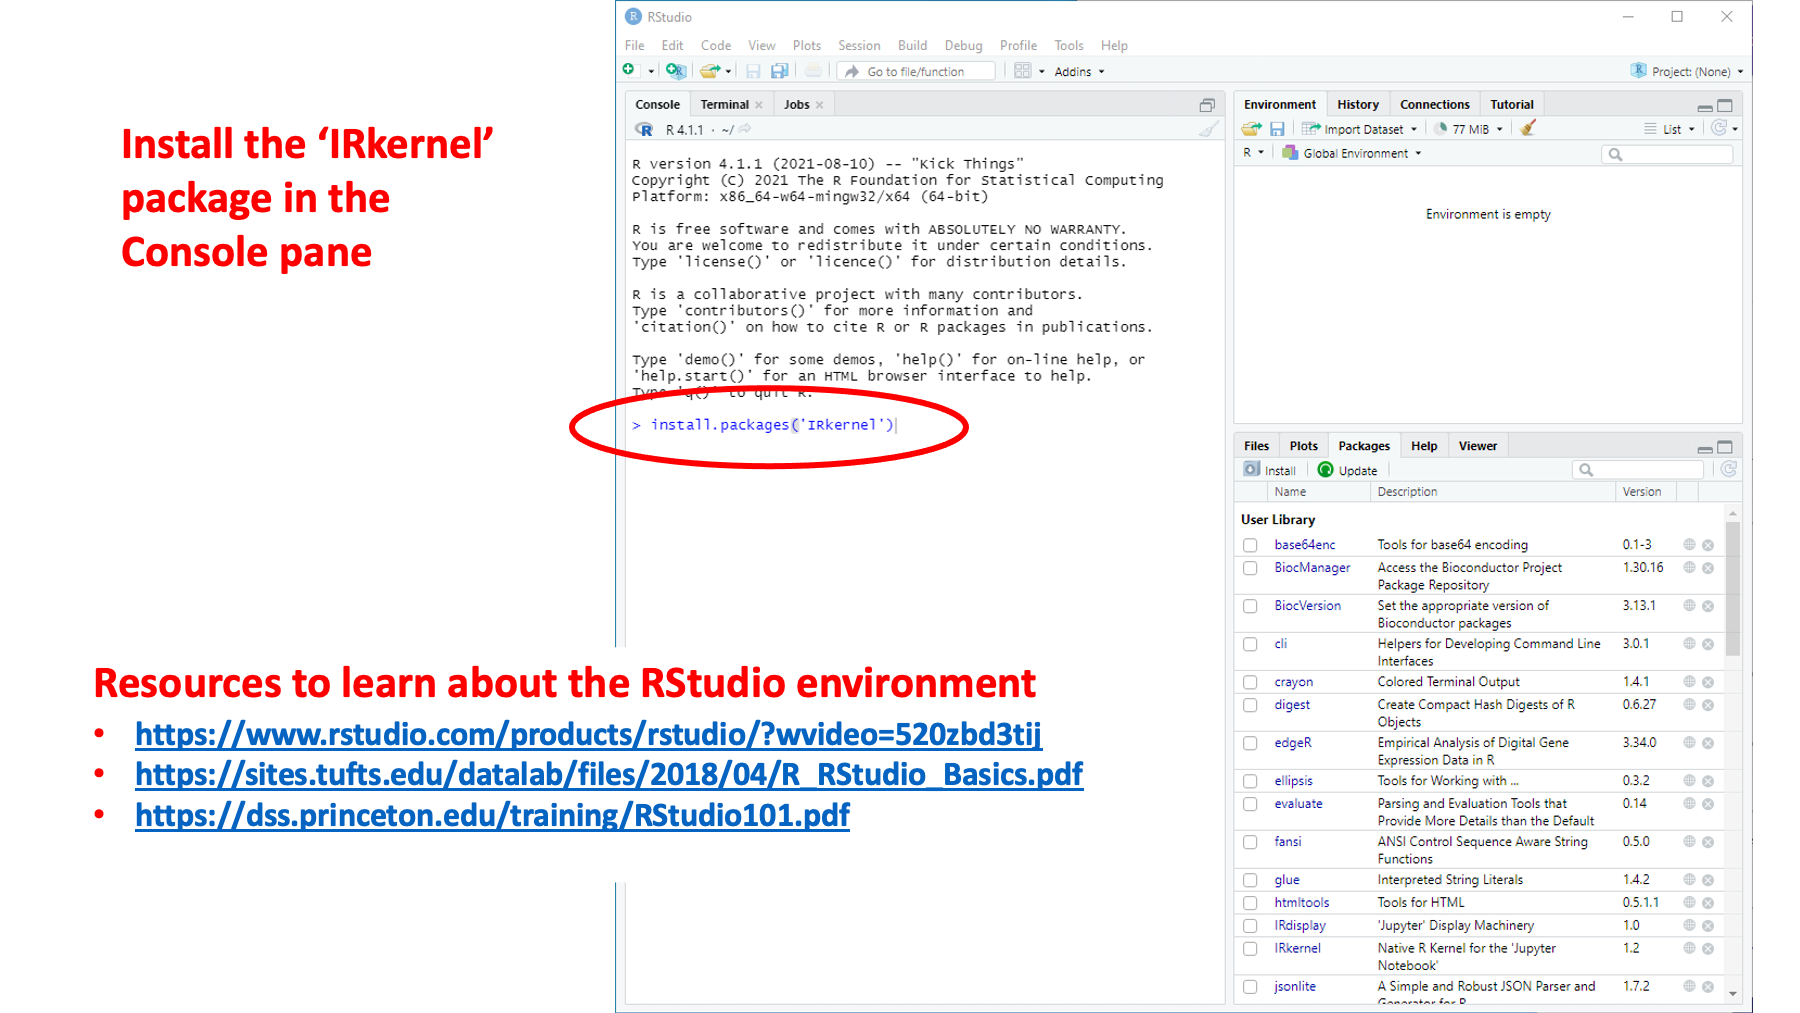 Install the ‘IRkernel’
package in the
Console pane
RStudio
File Edit Code View Plots Session Build Debug Profile Tools Help
Go to file/function Addins Project: (None)
Console Terminal Jobs
R 4.1.1 · ~/
R version 4.1.1 (2021-08-10) -- "Kick Things"
Copyright (C) 2021 The R Foundation for Statistical Computing
Platform: x86_64-w64-mingw32/x64 (64-bit)
R is free software and comes with ABSOLUTELY NO WARRANTY.
You are welcome to redistribute it under certain conditions.
Type 'license()' or 'licence()' for distribution details.
R is a collaborative project with many contributors.
Type 'contributors()' for more information and
'citation()' on how to cite R or R packages in publications.
Type 'demo()' for some demos, 'help()' for on-line help, or
'help.start()' for an HTML browser interface to help.
Type 'q()' to quit R.
> install.packages('IRkernel')
Environment History Connections Tutorial
Import Dataset 77 MiB List
R Global Environment
Environment is empty
Files Plots Packages Help Viewer
Install Update
Name Description Version
User Library
base64enc Tools for base64 encoding 0.1-3
BiocManager Access the Bioconductor Project 1.30.16
Package Repository
BiocVersion Set the appropriate version of 3.13.1
Bioconductor packages
cli Helpers for Developing Command Line 3.0.1
Interfaces
crayon Colored Terminal Output 1.4.1
digest Create Compact Hash Digests of R 0.6.27
Objects
edgeR Empirical Analysis of Digital Gene 3.34.0
Expression Data in R
ellipsis Tools for Working with ... 0.3.2
evaluate Parsing and Evaluation Tools that 0.14
Provide More Details than the Default
fansi ANSI Control Sequence Aware String 0.5.0
Functions
glue Interpreted String Literals 1.4.2
htmltools Tools for HTML 0.5.1.1
IRdisplay 'Jupyter' Display Machinery 1.0
IRkernel Native R Kernel for the 'Jupyter 1.2
Notebook'
jsonlite A Simple and Robust JSON Parser and 1.7.2
Generator for R
Resources to learn about the RStudio environment
• https://www.rstudio.com/products/rstudio/?wvideo=520zbd3tij
• https://sites.tufts.edu/datalab/files/2018/04/R_RStudio_Basics.pdf
• https://dss.princeton.edu/training/RStudio101.pdf